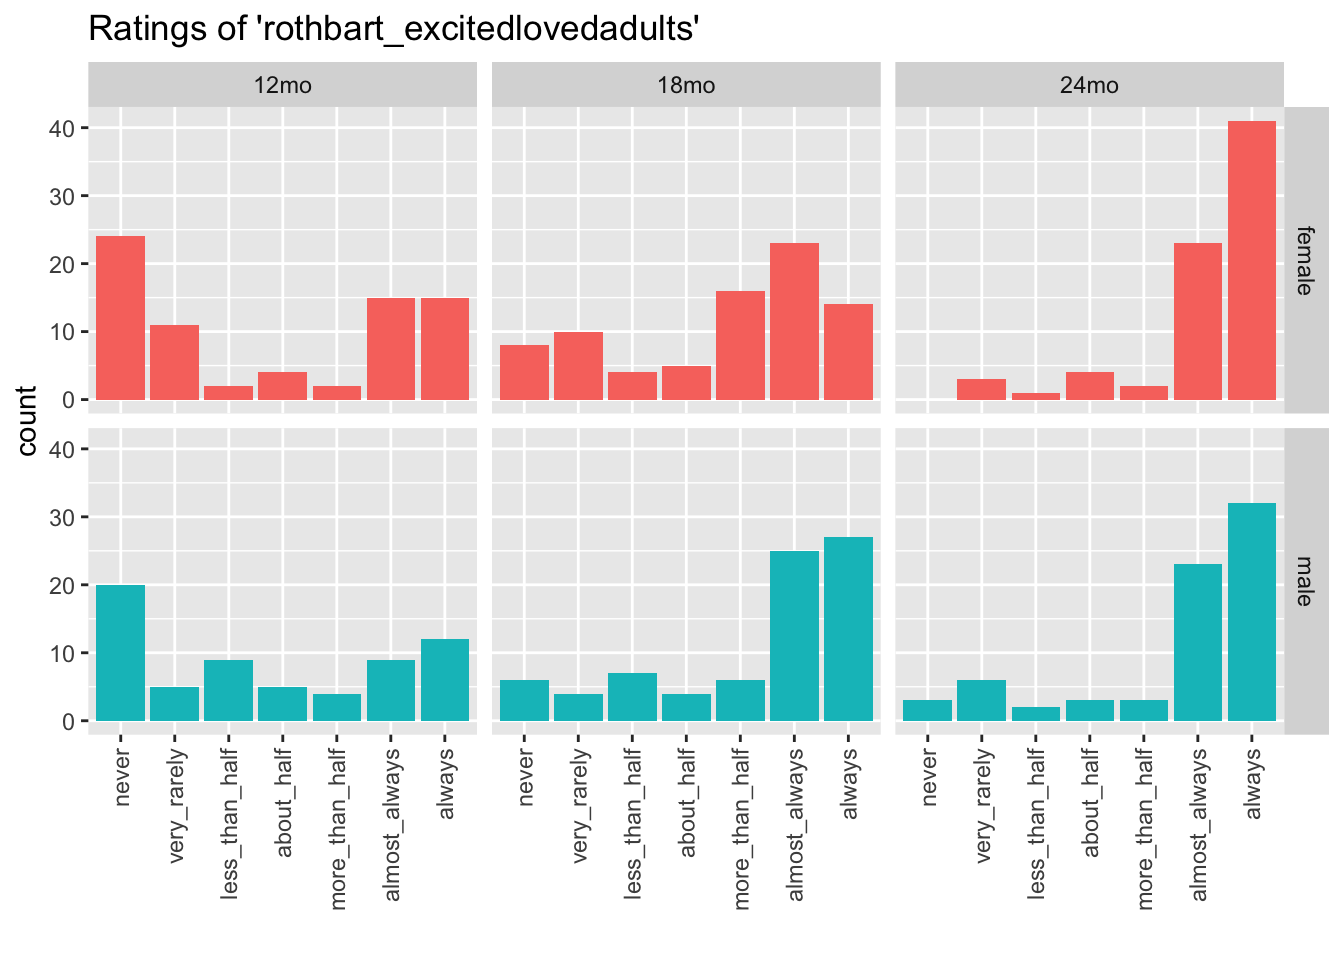 Ratings of 'rothbart_excitedlovedadults'
12mo 18mo 24mo
40
30
20
10
0
female
count
40
30
20
10
0
male
never very_rarely less_than_half about_half more_than_half almost_always always never very_rarely less_than_half about_half more_than_half almost_always always never very_rarely less_than_half about_half more_than_half almost_always always